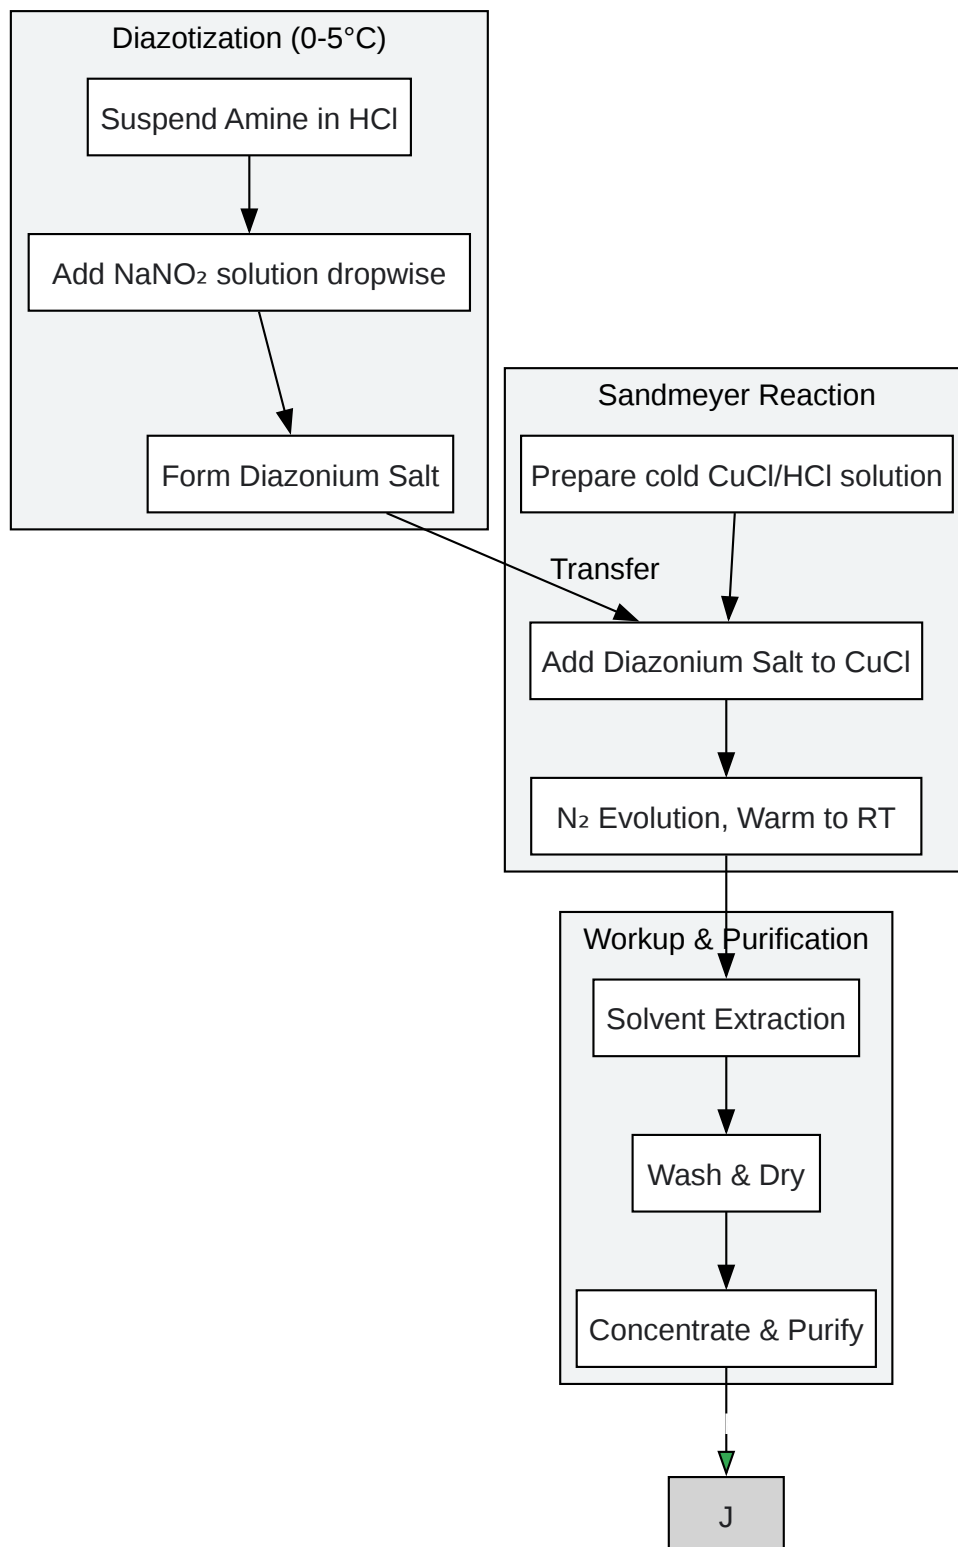 Diazotization (0-5°C)
Suspend Amine in HCl
Add NaNO₂ solution dropwise
Form Diazonium Salt
Sandmeyer Reaction
Prepare cold CuCl/HCl solution
Transfer
Add Diazonium Salt to CuCl
N₂ Evolution, Warm to RT
Workup & Purification
Solvent Extraction
Wash & Dry
Concentrate & Purify
J